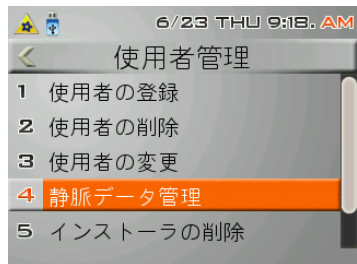 6/23 THU 9:18. AM
使用者管理
1 使用者の登録
2 使用者の削除
3 使用者の変更
4 静脈データ管理
5 インストーラの削除